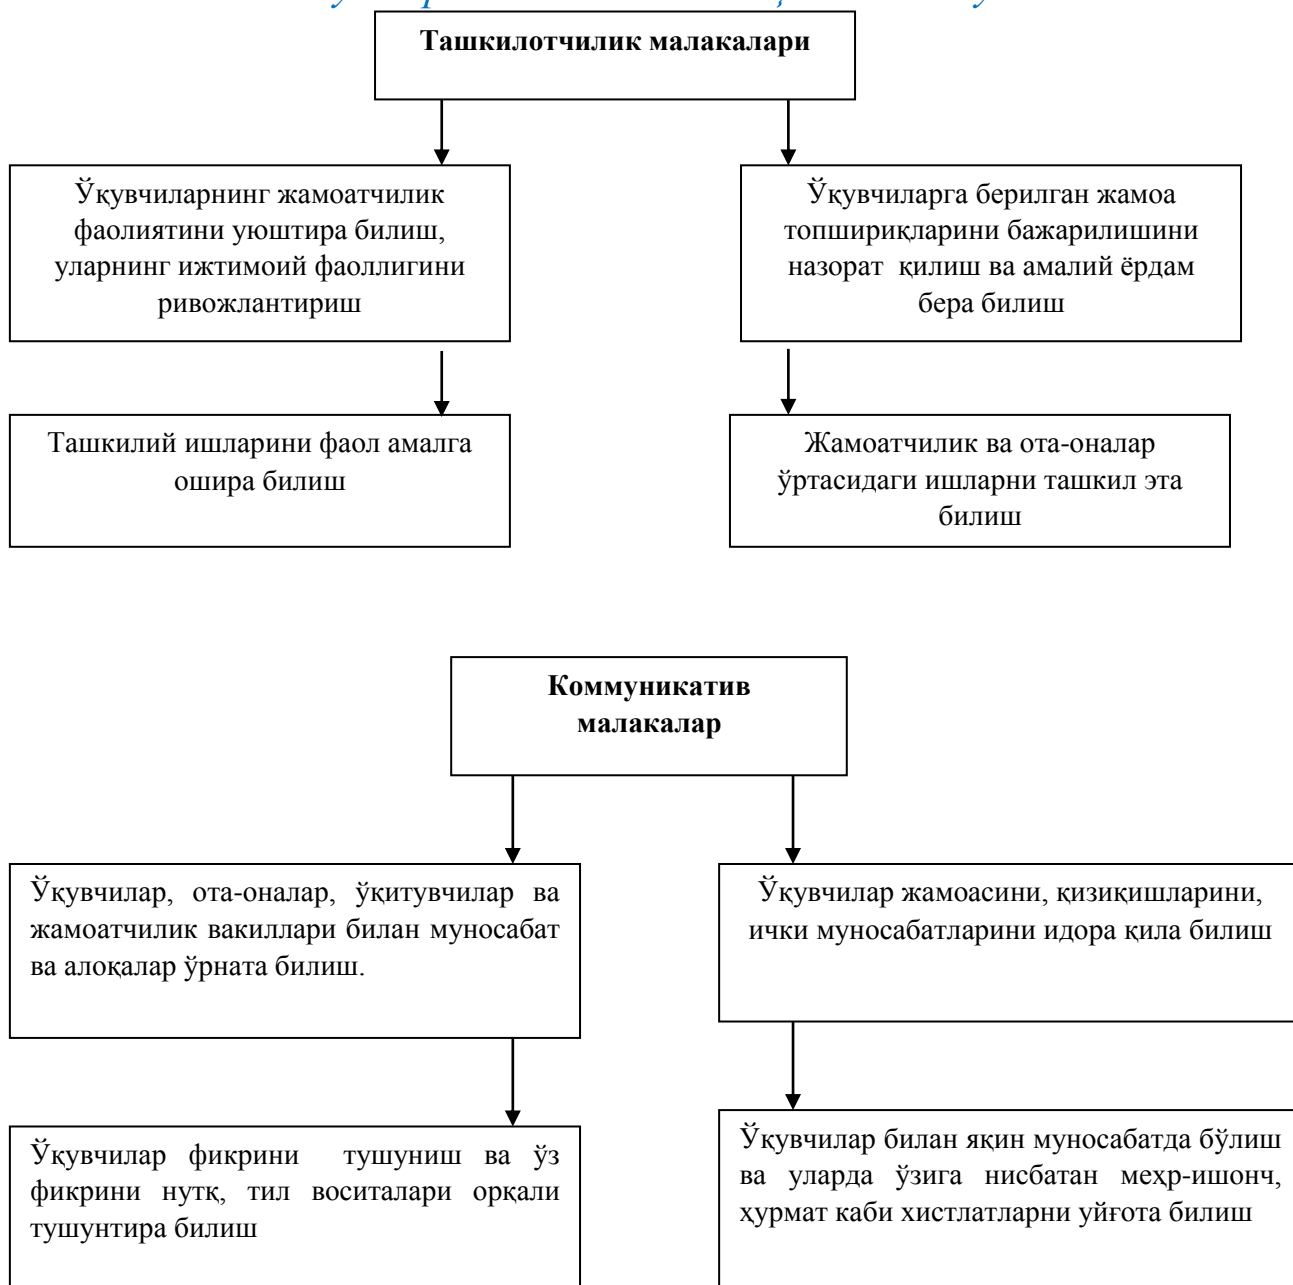 Ташкилотчилик малакалари
Ўқувчиларнинг жамоатчилик
фаолиятини уюштира билиш,
уларнинг ижтимоий фаоллигини
ривожлантириш
Ўқувчиларга берилган жамоа
топшириқларини бажарилишини
назорат қилиш ва амалий ёрдам
бера билиш
Ташкилий ишларини фаол амалга
ошира билиш
Жамоатчилик ва ота-оналар
ўртасидаги ишларни ташкил эта
билиш
Коммуникатив
малакалар
Ўқувчилар, ота-оналар, ўқитувчилар ва
жамоатчилик вакиллари билан муносабат
ва алоқалар ўрната билиш.
Ўқувчилар жамоасини, қизиқишларини,
ички муносабатларини идора қила билиш
Ўқувчилар фикрини тушуниш ва ўз
фикрини нутқ, тил воситалари орқали
тушунтира билиш
Ўқувчилар билан яқин муносабатда бўлиш
ва уларда ўзига нисбатан меҳр-ишонч,
ҳурмат каби хистлатларни уйғота билиш